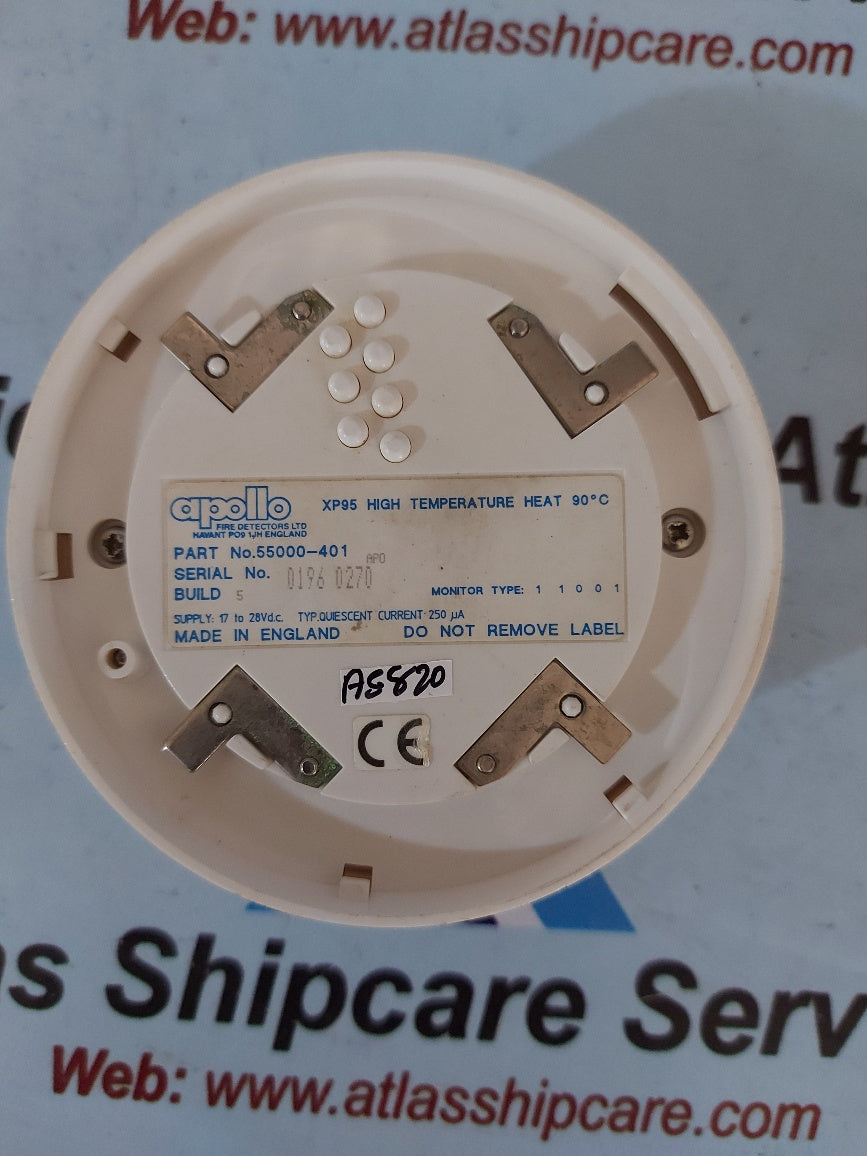 Web: www.atlasshipcare.com
At
apollo
FIRE DETECTORS LTD
HAVANT PO9 1JH ENGLAND
XP95 HIGH TEMPERATURE HEAT 90°C
PART No.55000-401
APO
SERIAL No. 0196 0270
BUILD 5
MONITOR TYPE: 1 1 0 0 1
SUPPLY: 17 to 28Vd.c. TYP.QUIESCENT CURRENT 250 µA
MADE IN ENGLAND DO NOT REMOVE LABEL
AS820
CE
as Shipcare Serv
Web: www.atlasshipcare.com